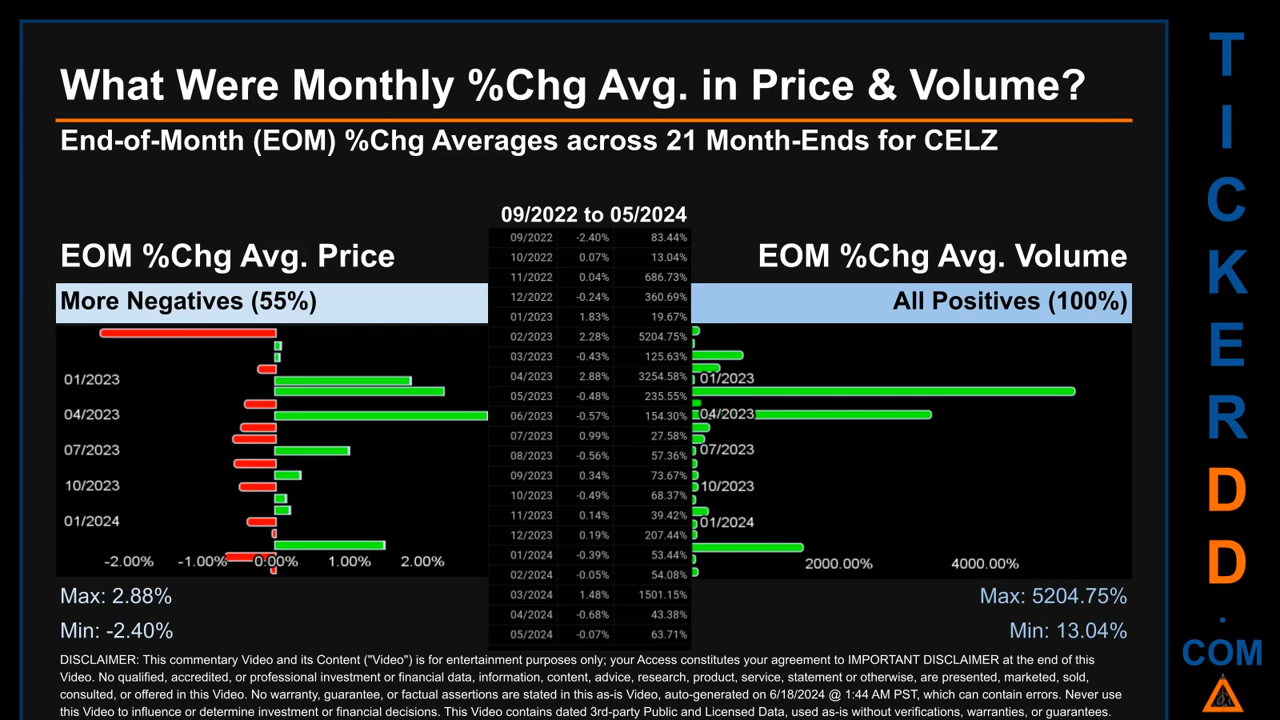 What Were Monthly %Chg Avg. in Price & Volume?
End-of-Month (EOM) %Chg Averages across 21 Month-Ends for CELZ
09/2022 to 05/2024
EOM %Chg Avg. Price
EOM %Chg Avg. Volume
More Negatives (55%)
All Positives (100%)
09/2022 -2.40% 83.44%
10/2022 0.07% 13.04%
11/2022 0.04% 686.73%
12/2022 -0.24% 360.69%
01/2023 1.83% 19.67%
02/2023 2.28% 5204.75%
03/2023 -0.43% 125.63%
04/2023 2.88% 3254.58%
05/2023 -0.48% 235.55%
06/2023 -0.57% 154.30%
07/2023 0.99% 27.58%
08/2023 -0.56% 57.36%
09/2023 0.34% 73.67%
10/2023 -0.49% 68.37%
11/2023 0.14% 39.42%
12/2023 0.19% 207.44%
01/2024 -0.39% 53.44%
02/2024 -0.05% 54.08%
03/2024 1.48% 1501.15%
04/2024 -0.68% 43.38%
05/2024 -0.07% 63.71%
01/2023
04/2023
07/2023
10/2023
01/2024
-2.00% -1.00% 0.00% 1.00% 2.00%
01/2023
04/2023
07/2023
10/2023
01/2024
2000.00% 4000.00%
Max: 2.88%
Min: -2.40%
Max: 5204.75%
Min: 13.04%
DISCLAIMER: This commentary Video and its Content ("Video") is for entertainment purposes only; your Access constitutes your agreement to IMPORTANT DISCLAIMER at the end of this
Video. No qualified, accredited, or professional investment or financial data, information, content, advice, research, product, service, statement or otherwise, are presented, marketed, sold,
consulted, or offered in this Video. No warranty, guarantee, or factual assertions are stated in this as-is Video, auto-generated on 6/18/2024 @ 1:44 AM PST, which can contain errors. Never use
this Video to influence or determine investment or financial decisions. This Video contains dated 3rd-party Public and Licensed Data, used as-is without verifications, warranties, or guarantees.
T
I
C
K
E
R
D
D
.
COM